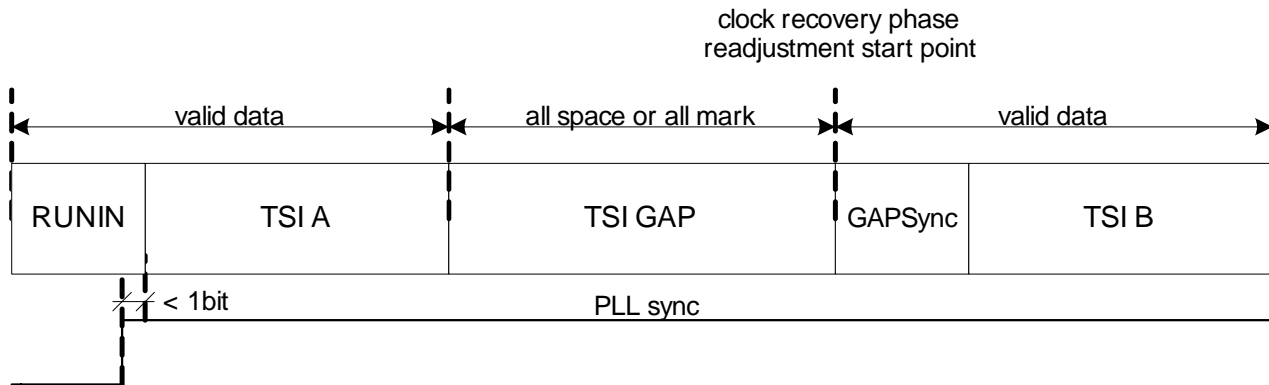 clock recovery phase
readjustment start point
valid data
all space or all mark
valid data
RUNIN
TSI A
TSI GAP
GAPSync
TSI B
< 1bit
PLL sync